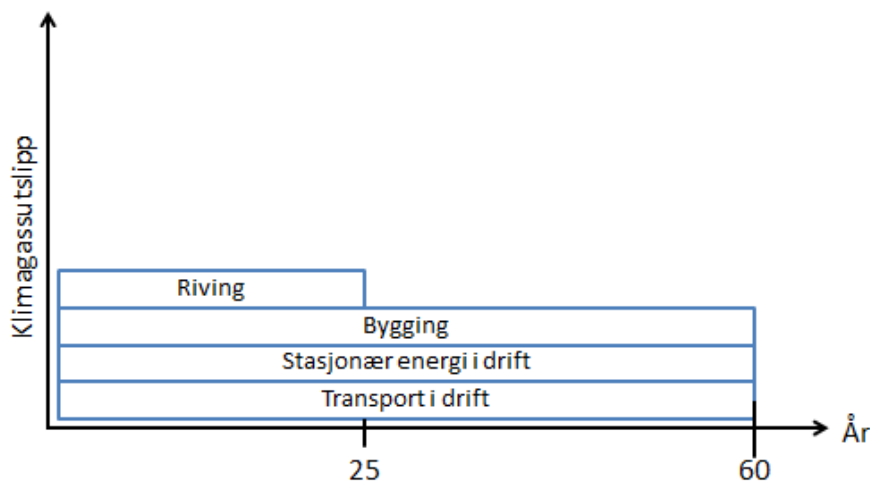 Klimagassutslipp
Riving
Bygging
Stasjonær energi i drift
Transport i drift
År
25
60